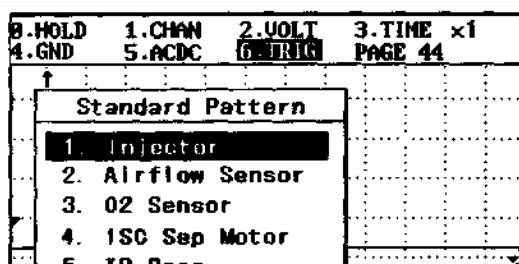 0.HOLD 1.CHAN 2.VOLT 3.TIME ×1
4.GND 5.ACDC 6.TRIG PAGE 44
Standard Pattern
1. Injector
2. Airflow Sensor
3. O2 Sensor
4. ISC Sep Motor